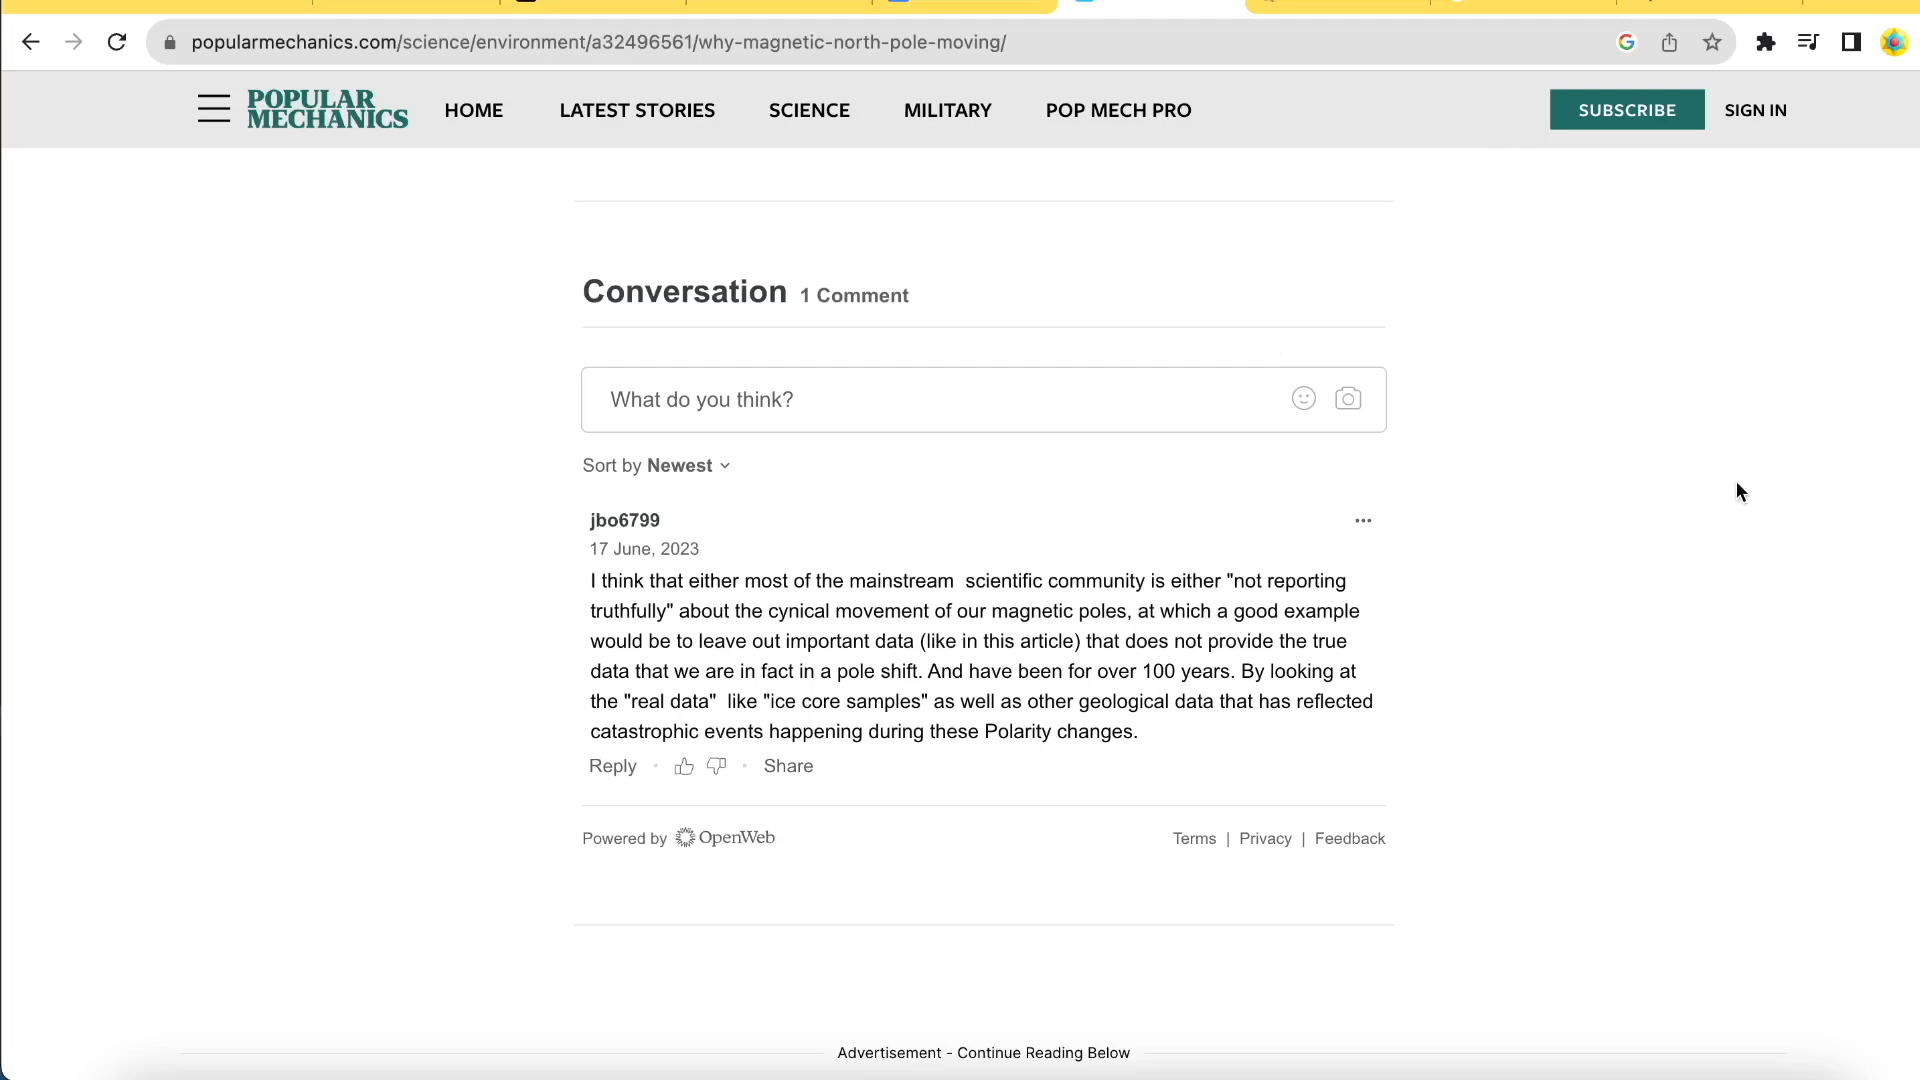 popularmechanics.com/science/environment/a32496561/why-magnetic-north-pole-moving/
POPULAR
MECHANICS
HOME
LATEST STORIES
SCIENCE
MILITARY
POP MECH PRO
SUBSCRIBE
SIGN IN
Conversation 1 Comment
What do you think?
Sort by Newest
jbo6799
17 June, 2023
I think that either most of the mainstream  scientific community is either "not reporting
truthfully" about the cynical movement of our magnetic poles, at which a good example
would be to leave out important data (like in this article) that does not provide the true
data that we are in fact in a pole shift. And have been for over 100 years. By looking at
the "real data"  like "ice core samples" as well as other geological data that has reflected
catastrophic events happening during these Polarity changes.
Reply
Share
Powered by OpenWeb
Terms | Privacy | Feedback
Advertisement - Continue Reading Below